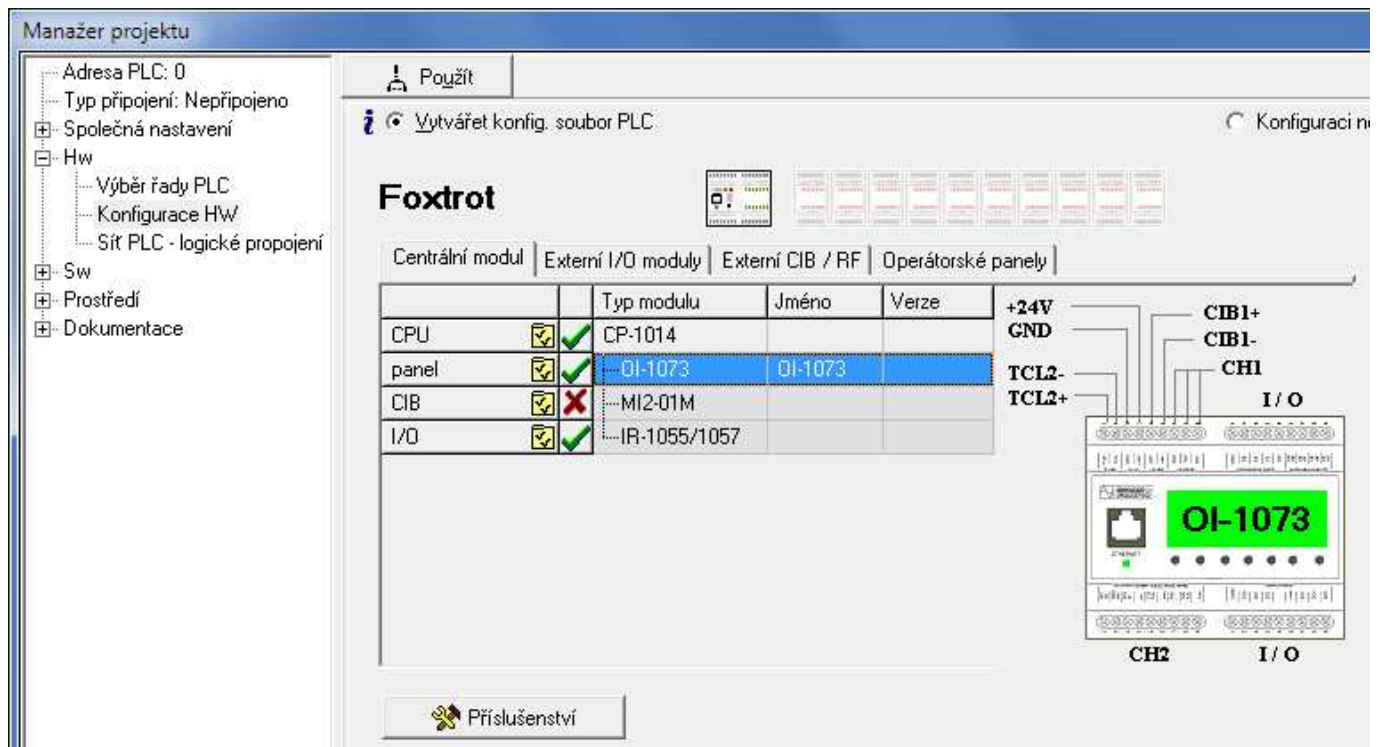 Manažer projektu
Adresa PLC: 0
Typ připojení: Nepřipojeno
Společná nastavení
Hw
Výběr řady PLC
Konfigurace HW
Síť PLC - logické propojení
Sw
Prostředí
Dokumentace
Použít
Vytvářet konfig. soubor PLC
Konfiguraci
Foxtrot
Centrální modul Externí I/O moduly Externí CIB / RF Operátorské panely
Typ modulu Jméno Verze
CPU CP-1014
panel OI-1073 OI-1073
CIB MI2-01M
I/O IR-1055/1057
+24V
GND
TCL2-
TCL2+
CIB1+
CIB1-
CH1
I / O
OI-1073
CH2 I / O
Příslušenství